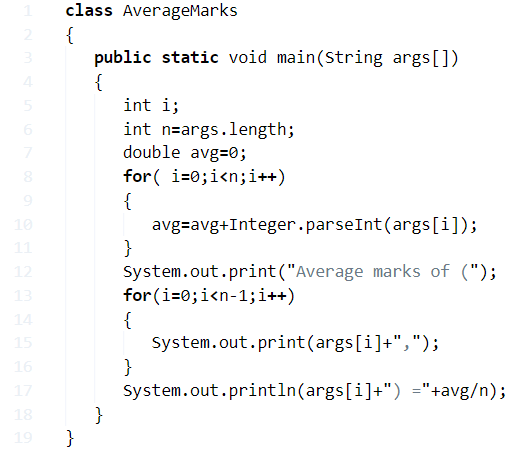 1 class AverageMarks
2 {
3 public static void main(String args[])
4 {
5 int i;
6 int n=args.length;
7 double avg=0;
8 for( i=0;i<n;i++)
9 {
10 avg=avg+Integer.parseInt(args[i]);
11 }
12 System.out.print("Average marks of (");
13 for(i=0;i<n-1;i++)
14 {
15 System.out.print(args[i]+",");
16 }
17 System.out.println(args[i]+") ="+avg/n);
18 }
19 }